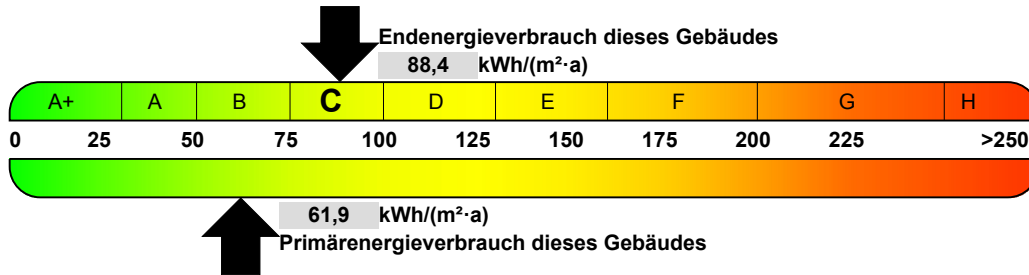 Endenergieverbrauch dieses Gebäudes
88,4 kWh/(m²·a)
A+ A B C D E F G H
0 25 50 75 100 125 150 175 200 225 >250
61,9 kWh/(m²·a)
Primärenergieverbrauch dieses Gebäudes